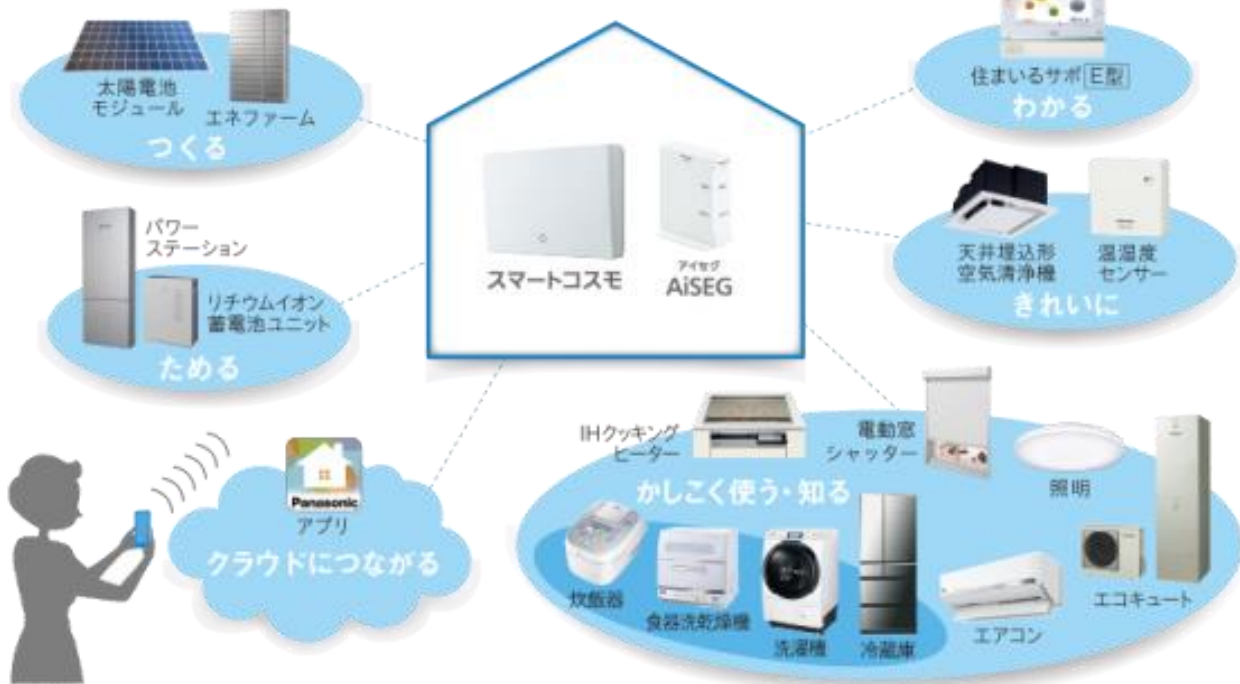 太陽電池
モジュール
エネファーム
つくる
住まいるサポ E型
わかる
パワー
ステーション
リチウムイオン
蓄電池ユニット
ためる
スマートコスモ
アイセグ
AiSEG
天井埋込形
空気清浄機
温湿度
センサー
きれいに
Panasonic
アプリ
クラウドにつながる
IHクッキング
ヒーター
電動窓
シャッター
照明
かしこく使う・知る
炊飯器
食器洗乾燥機
洗濯機
冷蔵庫
エアコン
エコキュート